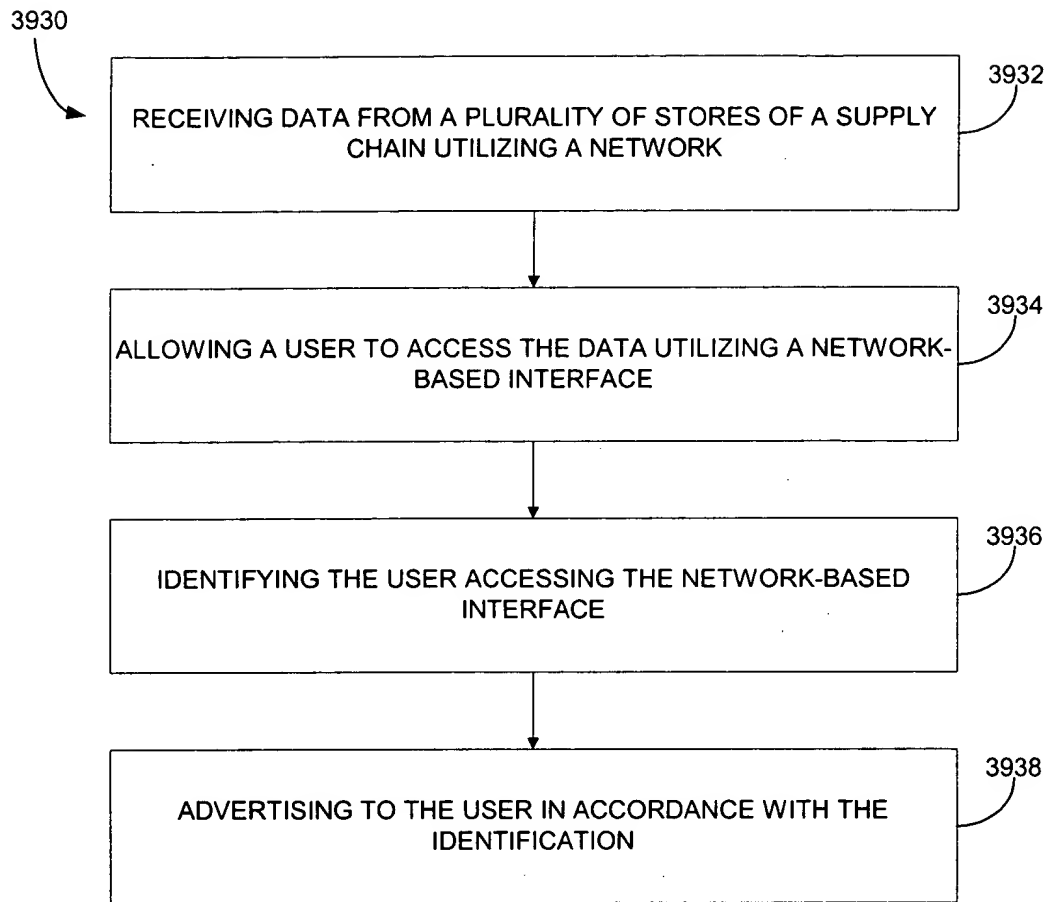 3930
3932
RECEIVING DATA FROM A PLURALITY OF STORES OF A SUPPLY
CHAIN UTILIZING A NETWORK
3934
ALLOWING A USER TO ACCESS THE DATA UTILIZING A NETWORK-
BASED INTERFACE
3936
IDENTIFYING THE USER ACCESSING THE NETWORK-BASED
INTERFACE
3938
ADVERTISING TO THE USER IN ACCORDANCE WITH THE
IDENTIFICATION